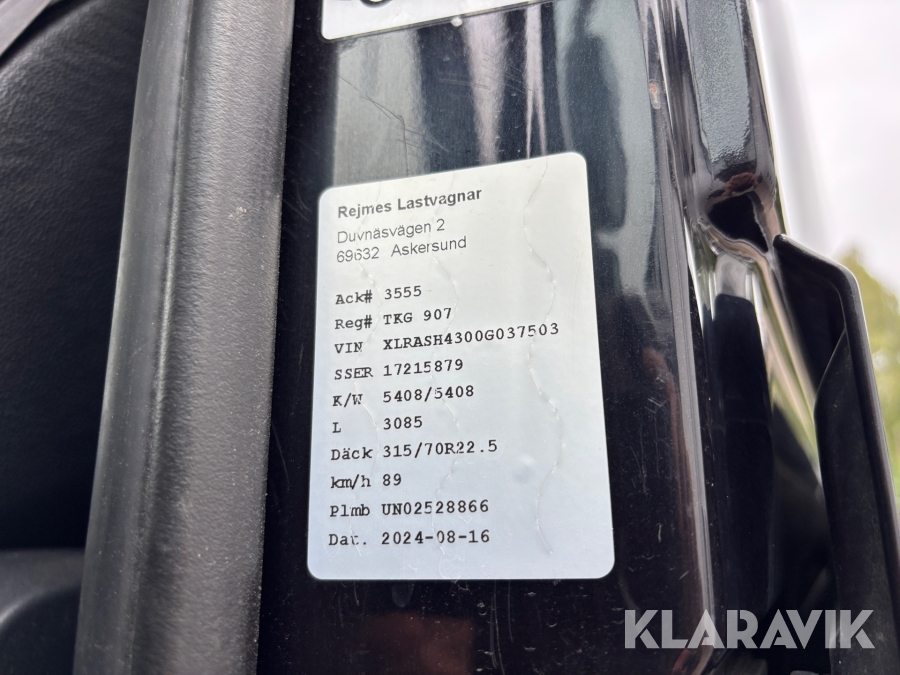 Rejmes Lastvagnar
Duvnäsvägen 2
69632 Askersund
Ack# 3555
Reg# TKG 907
VIN XLRASH4300G037503
SSER 17215879
K/W 5408/5408
L 3085
Däck 315/70R22.5
km/h 89
Plmb UN02528866
Dat. 2024-08-16
KLARAVIK